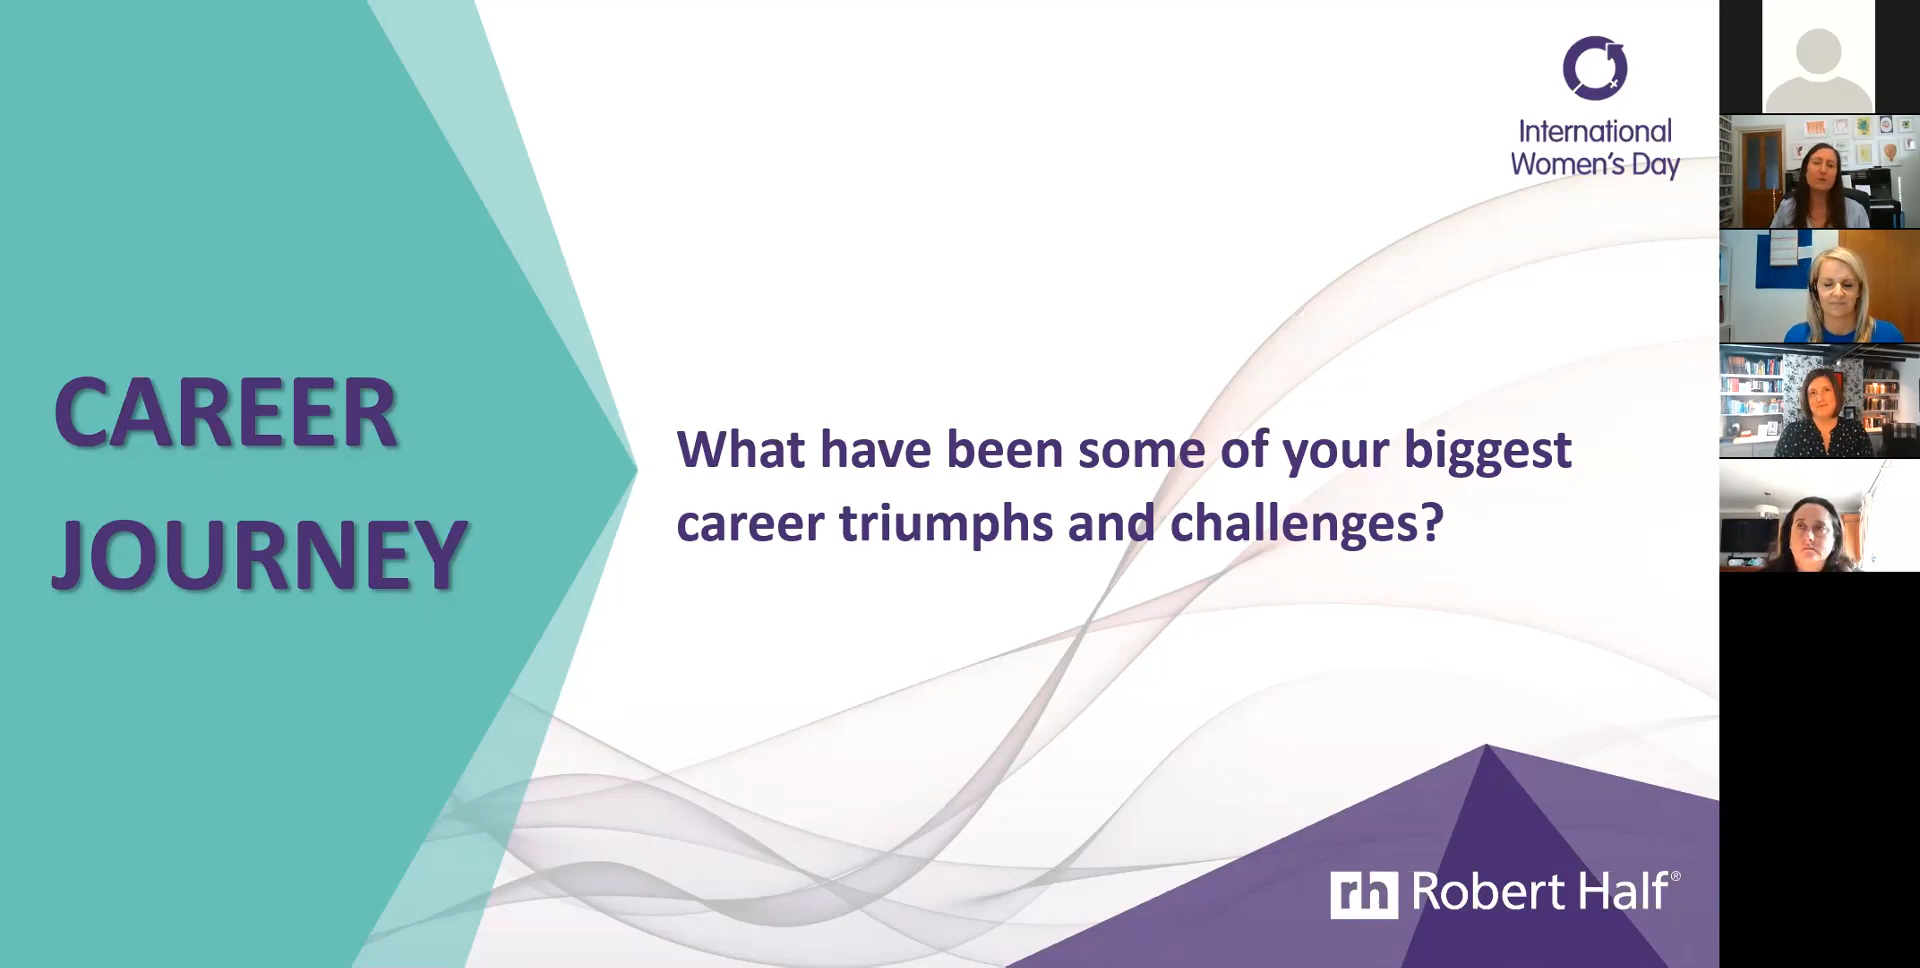 International
Women's Day
CAREER
JOURNEY
What have been some of your biggest
career triumphs and challenges?
rh Robert Half®